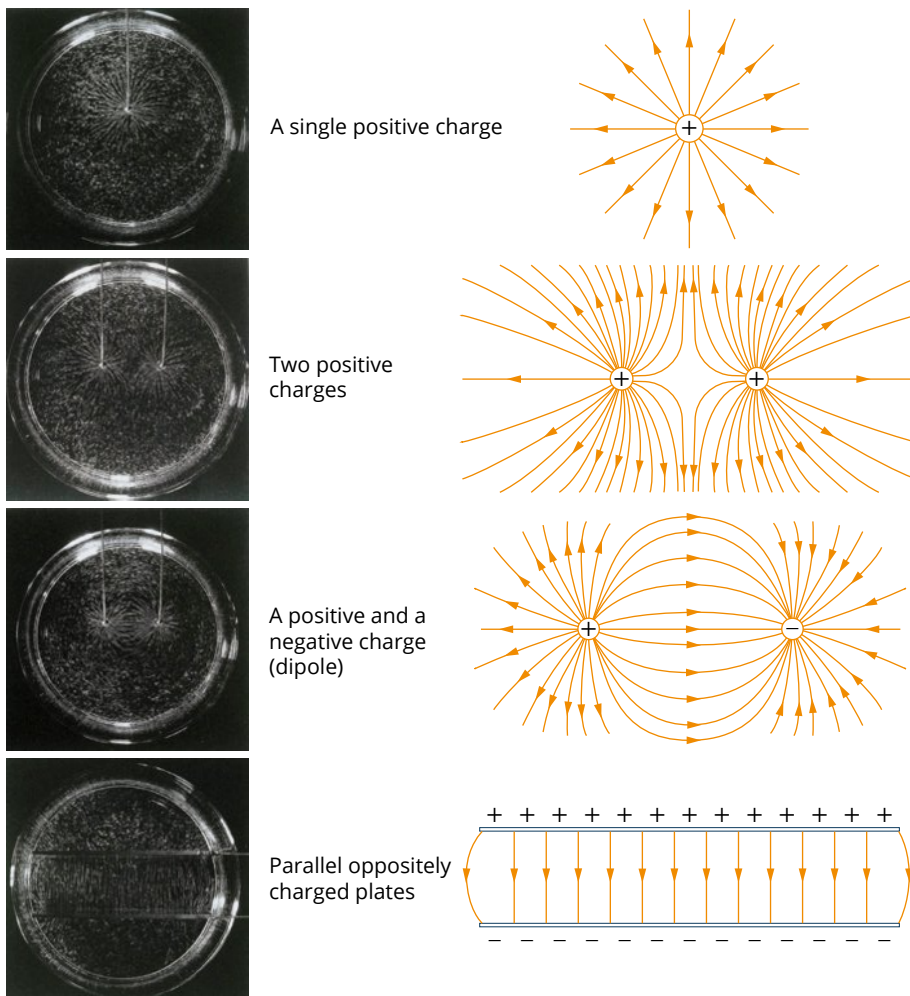 A single positive charge
+
Two positive
charges
+ +
A positive and a
negative charge
(dipole)
+ −
+ + + + + + + + + + + + +
Parallel oppositely
charged plates
− − − − − − − − − − − − −